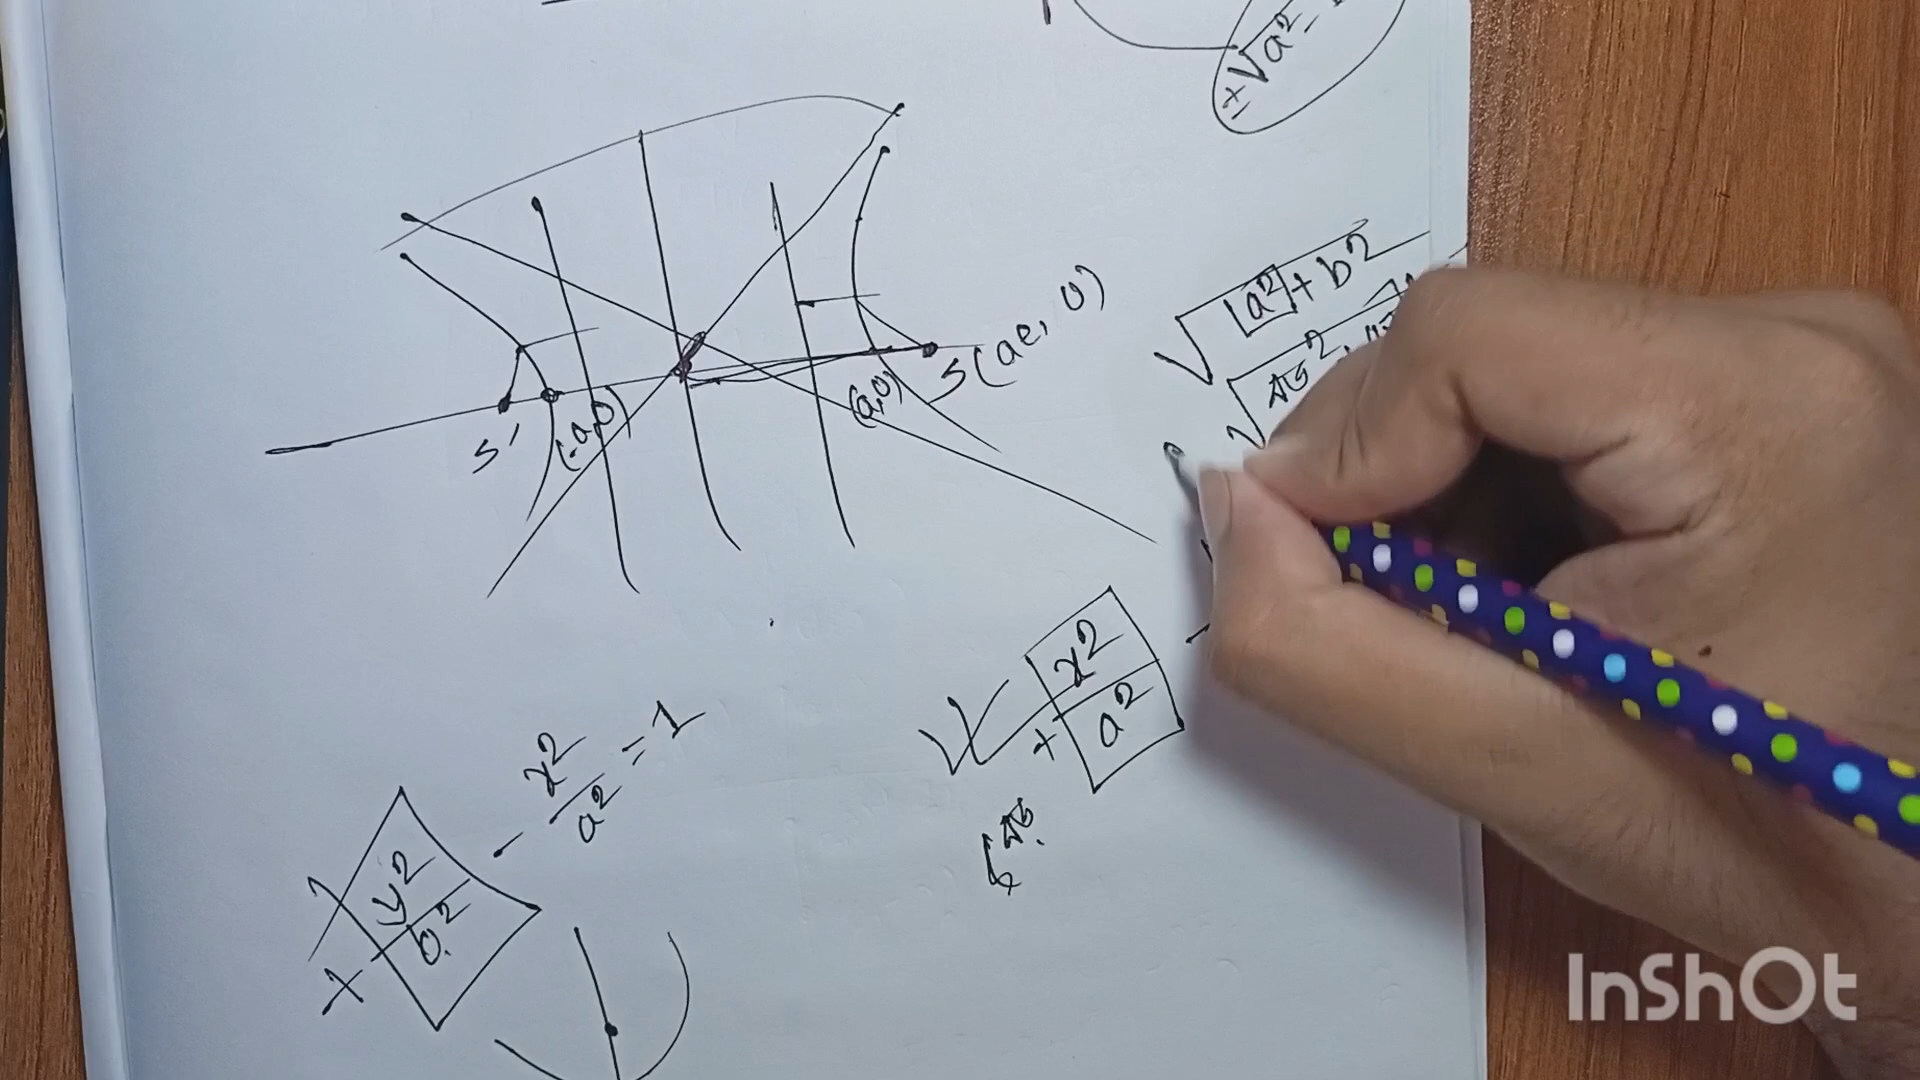 ±√a² -
√a² + b²
S(ae, 0)
(a,0)
S'
(-a,0)
x²/a²
+
y²/b² - x²/a² = 1
+
InShOt